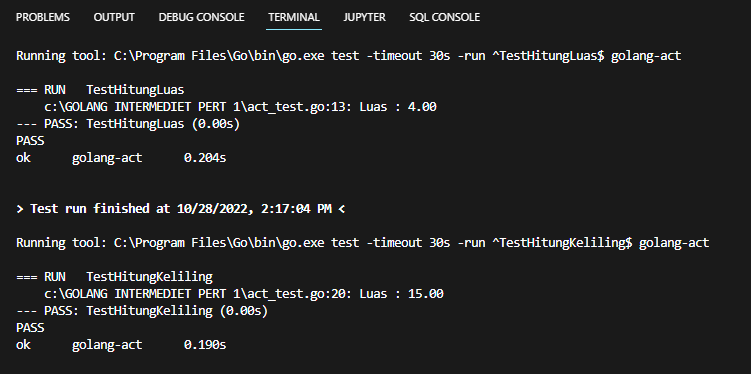 PROBLEMS OUTPUT DEBUG CONSOLE TERMINAL JUPYTER SQL CONSOLE
Running tool: C:\Program Files\Go\bin\go.exe test -timeout 30s -run ^TestHitungLuas$ golang-act
=== RUN   TestHitungLuas
    c:\GOLANG INTERMEDIET PERT 1\act_test.go:13: Luas : 4.00
--- PASS: TestHitungLuas (0.00s)
PASS
ok      golang-act      0.204s
> Test run finished at 10/28/2022, 2:17:04 PM <
Running tool: C:\Program Files\Go\bin\go.exe test -timeout 30s -run ^TestHitungKeliling$ golang-act
=== RUN   TestHitungKeliling
    c:\GOLANG INTERMEDIET PERT 1\act_test.go:20: Luas : 15.00
--- PASS: TestHitungKeliling (0.00s)
PASS
ok      golang-act      0.190s